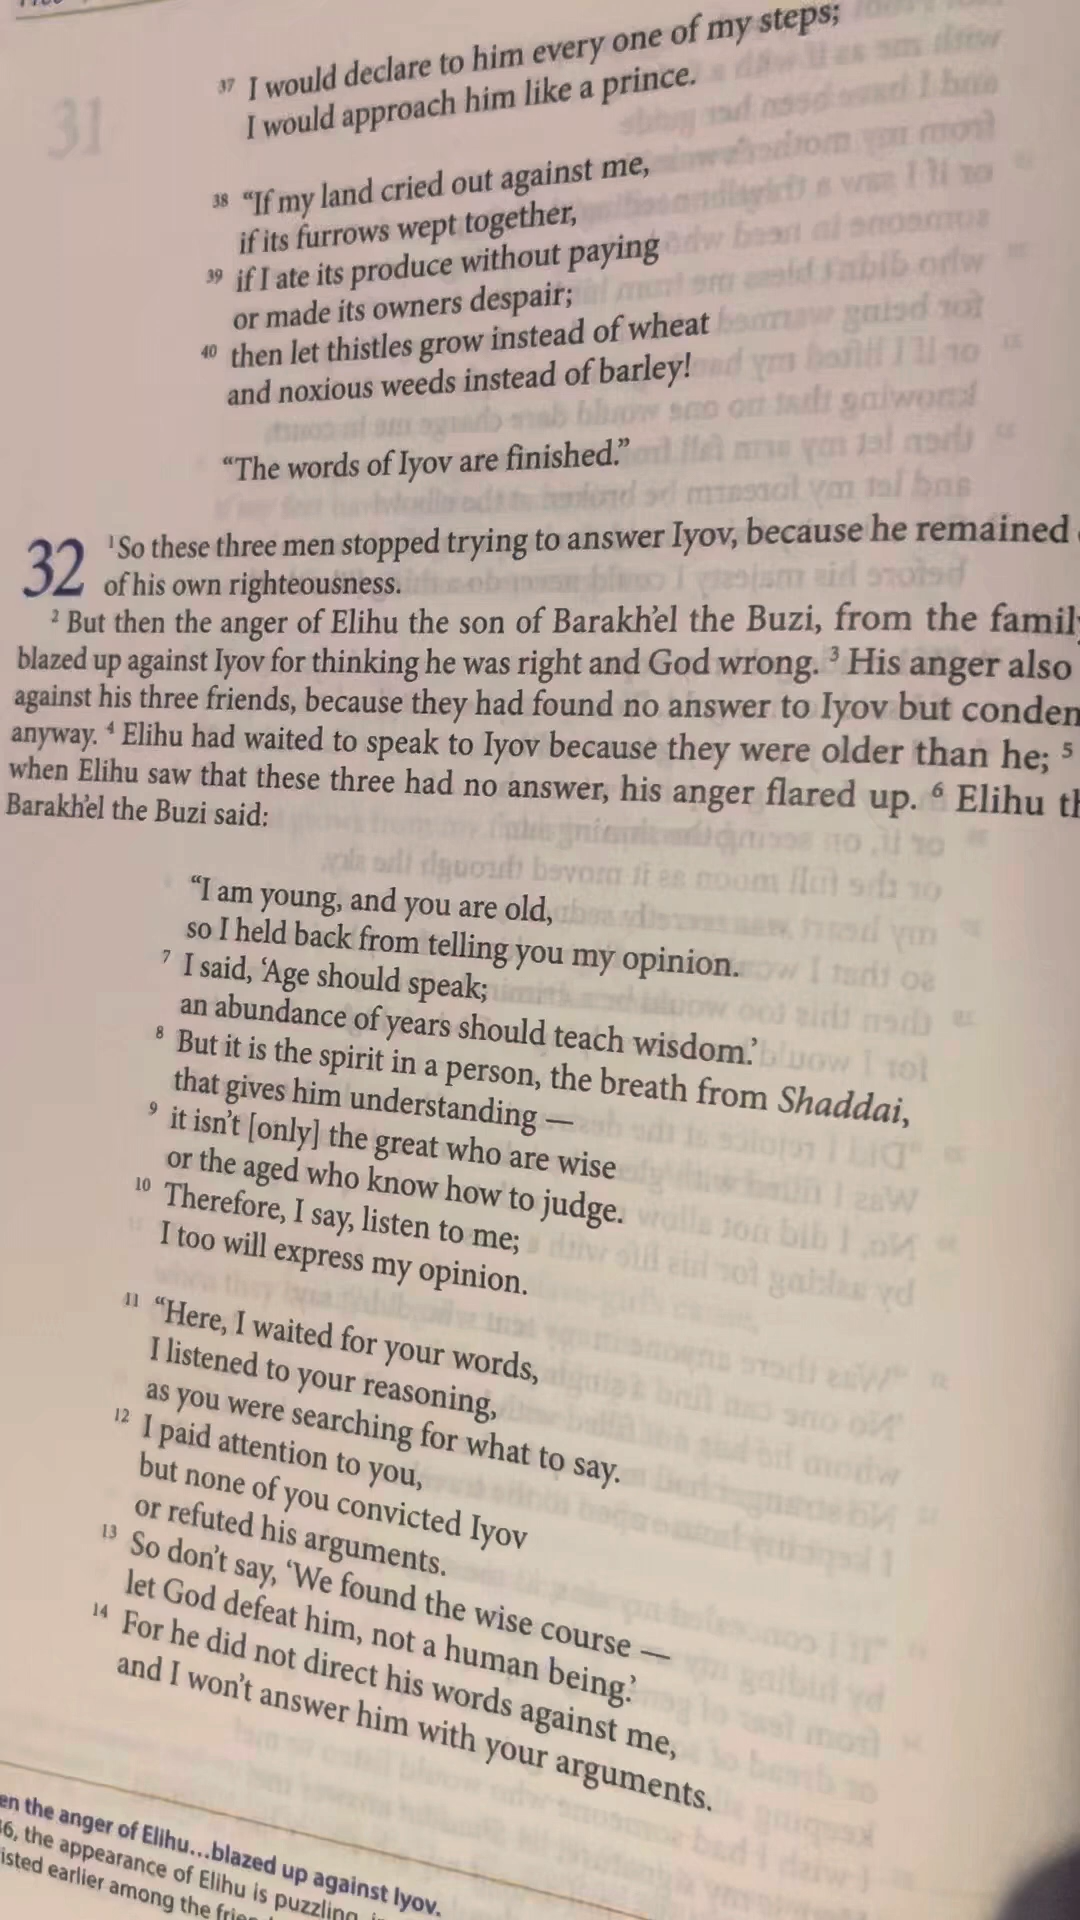 31
37 I would declare to him every one of my steps;
I would approach him like a prince.
38 “If my land cried out against me,
if its furrows wept together,
39 if I ate its produce without paying
or made its owners despair;
40 then let thistles grow instead of wheat
and noxious weeds instead of barley!
“The words of Iyov are finished.”
32 1 So these three men stopped trying to answer Iyov, because he remained
of his own righteousness.
2 But then the anger of Elihu the son of Barakh’el the Buzi, from the family
blazed up against Iyov for thinking he was right and God wrong. 3 His anger also
against his three friends, because they had found no answer to Iyov but conden
anyway. 4 Elihu had waited to speak to Iyov because they were older than he; 5
when Elihu saw that these three had no answer, his anger flared up. 6 Elihu th
Barakh’el the Buzi said:
“I am young, and you are old,
so I held back from telling you my opinion.
7 I said, ‘Age should speak;
an abundance of years should teach wisdom.’
8 But it is the spirit in a person, the breath from Shaddai,
that gives him understanding —
9 it isn’t [only] the great who are wise
or the aged who know how to judge.
10 Therefore, I say, listen to me;
I too will express my opinion.
11 “Here, I waited for your words,
I listened to your reasoning,
as you were searching for what to say.
12 I paid attention to you,
but none of you convicted Iyov
or refuted his arguments.
13 So don’t say, ‘We found the wise course —
let God defeat him, not a human being.’
14 For he did not direct his words against me,
and I won’t answer him with your arguments.
en the anger of Elihu...blazed up against Iyov.
36, the appearance of Elihu is puzzling,
isted earlier among the frie